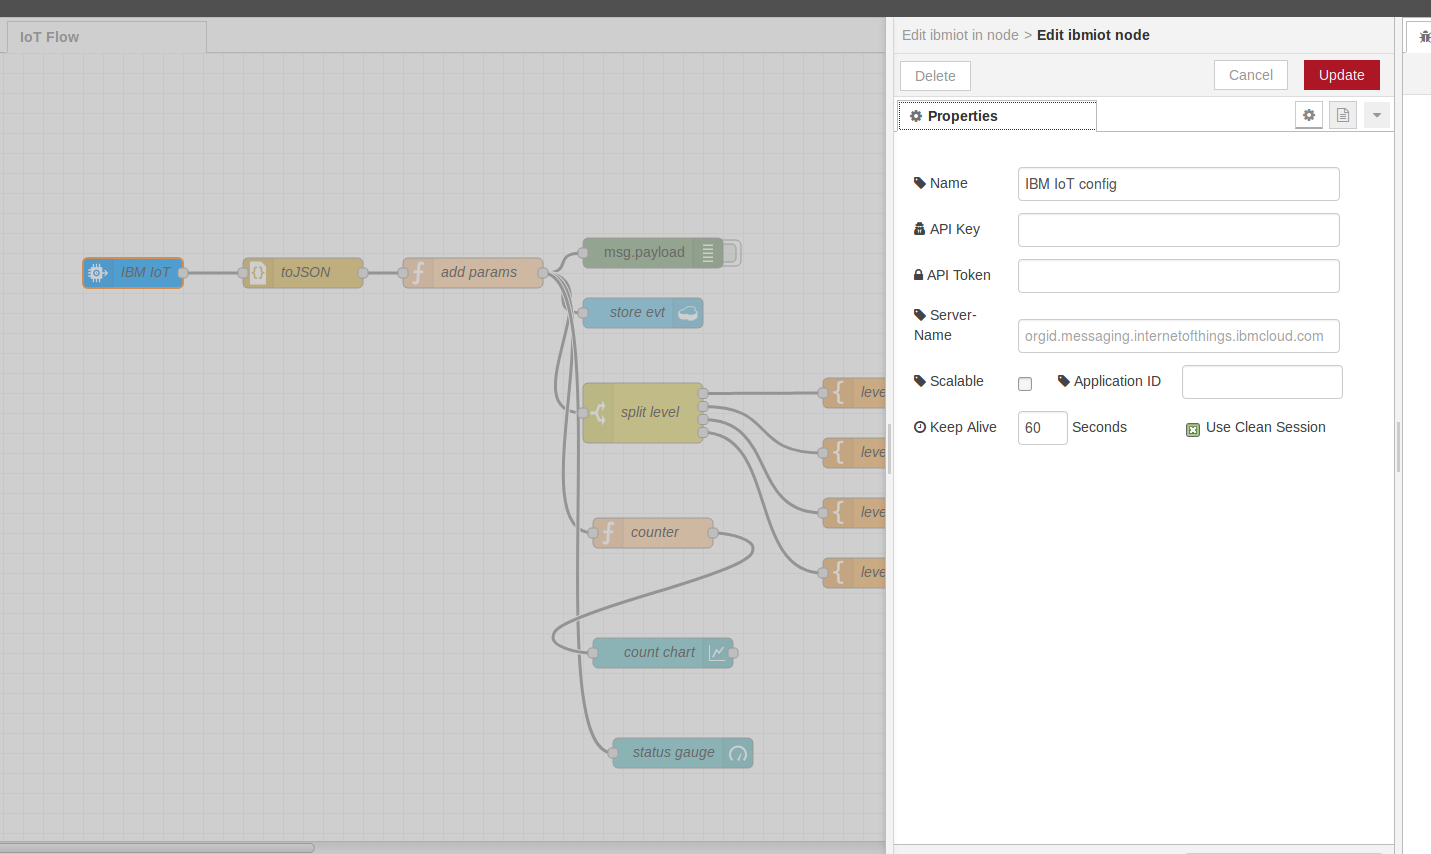 IoT Flow
Edit ibmiot in node > Edit ibmiot node
Delete
Cancel
Update
Properties
Name
IBM IoT config
API Key
API Token
Server-
Name
orgid.messaging.internetofthings.ibmcloud.com
Scalable
Application ID
Keep Alive
60
Seconds
Use Clean Session
IBM IoT
toJSON
add params
msg.payload
store evt
split level
leve
leve
leve
leve
counter
count chart
status gauge